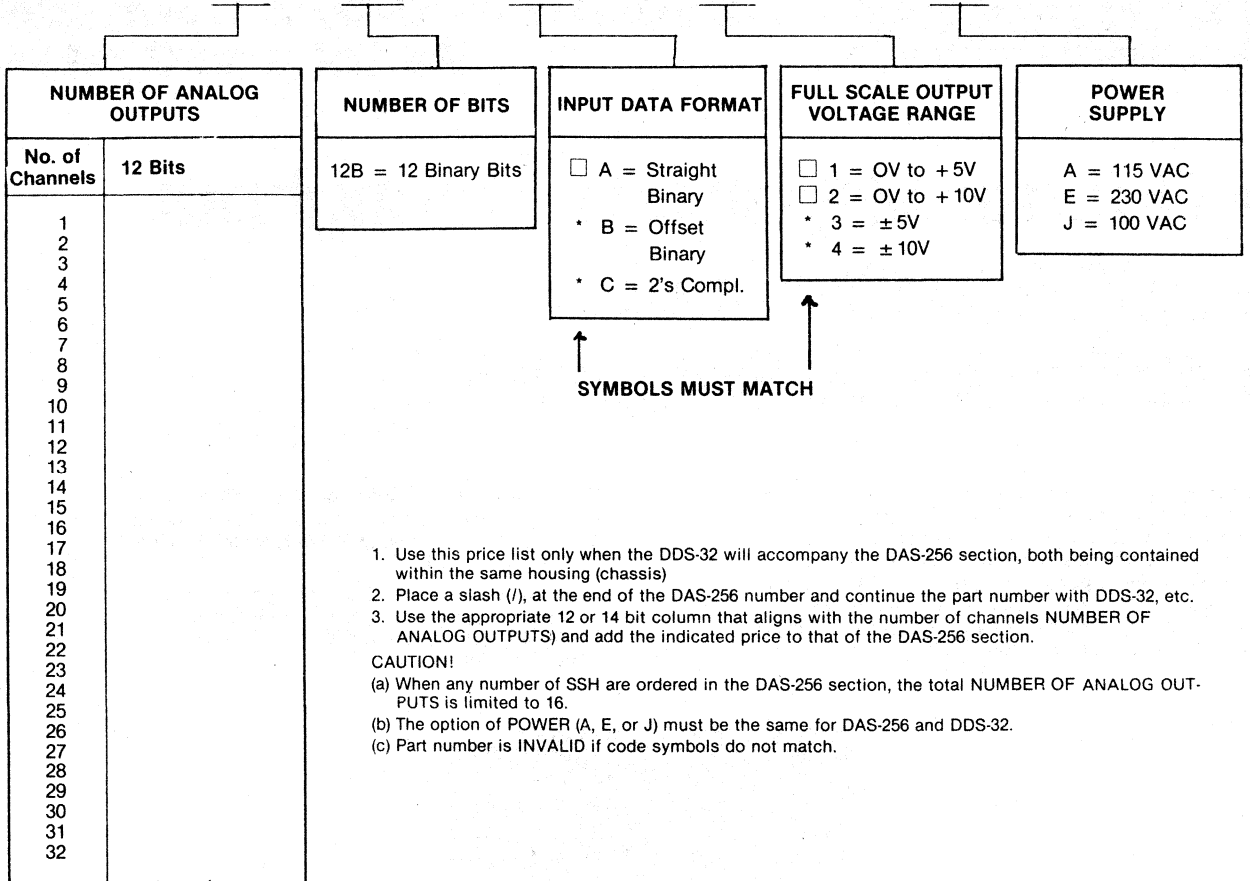 NUMBER OF ANALOG
OUTPUTS
No. of
Channels
12 Bits
1
2
3
4
5
6
7
8
9
10
11
12
13
14
15
16
17
18
19
20
21
22
23
24
25
26
27
28
29
30
31
32
NUMBER OF BITS
12B = 12 Binary Bits
INPUT DATA FORMAT
□ A = Straight
Binary
* B = Offset
Binary
* C = 2's Compl.
FULL SCALE OUTPUT
VOLTAGE RANGE
□ 1 = OV to +5V
□ 2 = OV to +10V
* 3 = ±5V
* 4 = ±10V
POWER
SUPPLY
A = 115 VAC
E = 230 VAC
J = 100 VAC
SYMBOLS MUST MATCH
1. Use this price list only when the DDS-32 will accompany the DAS-256 section, both being contained
within the same housing (chassis)
2. Place a slash (/), at the end of the DAS-256 number and continue the part number with DDS-32, etc.
3. Use the appropriate 12 or 14 bit column that aligns with the number of channels NUMBER OF
ANALOG OUTPUTS) and add the indicated price to that of the DAS-256 section.
CAUTION!
(a) When any number of SSH are ordered in the DAS-256 section, the total NUMBER OF ANALOG OUT-
PUTS is limited to 16.
(b) The option of POWER (A, E, or J) must be the same for DAS-256 and DDS-32.
(c) Part number is INVALID if code symbols do not match.